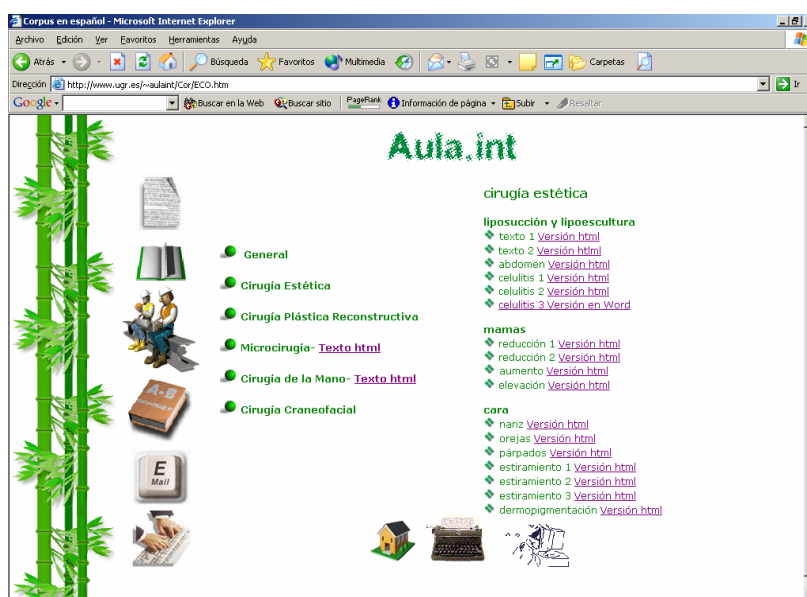 Corpus en español - Microsoft Internet Explorer
Archivo Edición Ver Favoritos Herramientas Ayuda
Atrás Búsqueda Favoritos Multimedia Carpetas
Dirección http://www.ugr.es/~aulaint/Cor/ECO.htm Ir
Google Buscar en la Web Buscar sitio PageRank Información de página Subir Resaltar
Aula.int
General
Cirugía Estética
Cirugía Plástica Reconstructiva
Microcirugía- Texto html
Cirugía de la Mano- Texto html
Cirugía Craneofacial
A-B
E
Mail
cirugía estética
liposucción y lipoescultura
texto 1 Versión html
texto 2 Versión htlml
abdomen Versión html
celulitis 1 Versión html
celulitis 2 Versión html
celulitis 3 Versión en Word
mamas
reducción 1 Versión html
reducción 2 Versión html
aumento Versión html
elevación Versión html
cara
nariz Versión html
orejas Versión html
párpados Versión html
estiramiento 1 Versión html
estiramiento 2 Versión html
estiramiento 3 Versión html
dermopigmentación Versión html